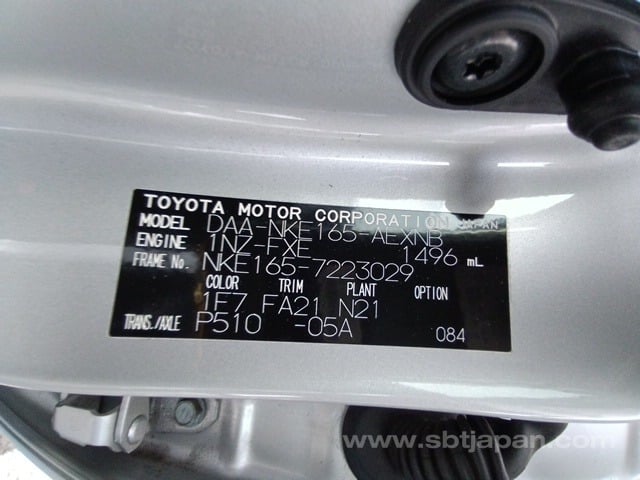 TOYOTA MOTOR CORPORATION JAPAN
MODEL DAA-NKE165-AEXNB
ENGINE 1NZ-FXE 1496 mL
FRAME No. NKE165-7223029
COLOR TRIM PLANT OPTION
1F7 FA21 N21
TRANS./AXLE P510 -05A 084
www.sbtjapan.com